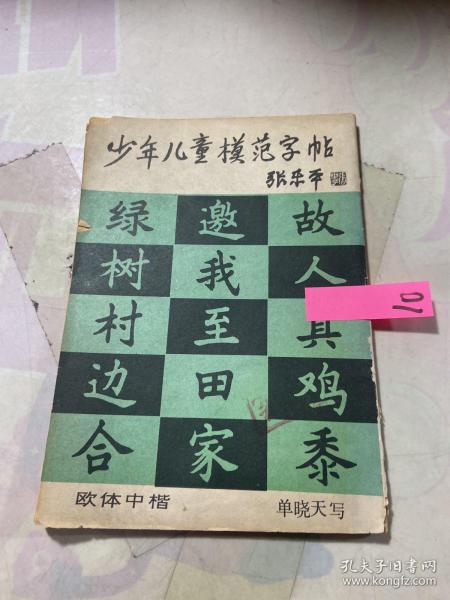 少年儿童模范字帖
张乐平
故人具鸡黍
邀我至田家
绿树村边合
欧体中楷
单晓天写
07
孔夫子旧书网
www.kongfz.com